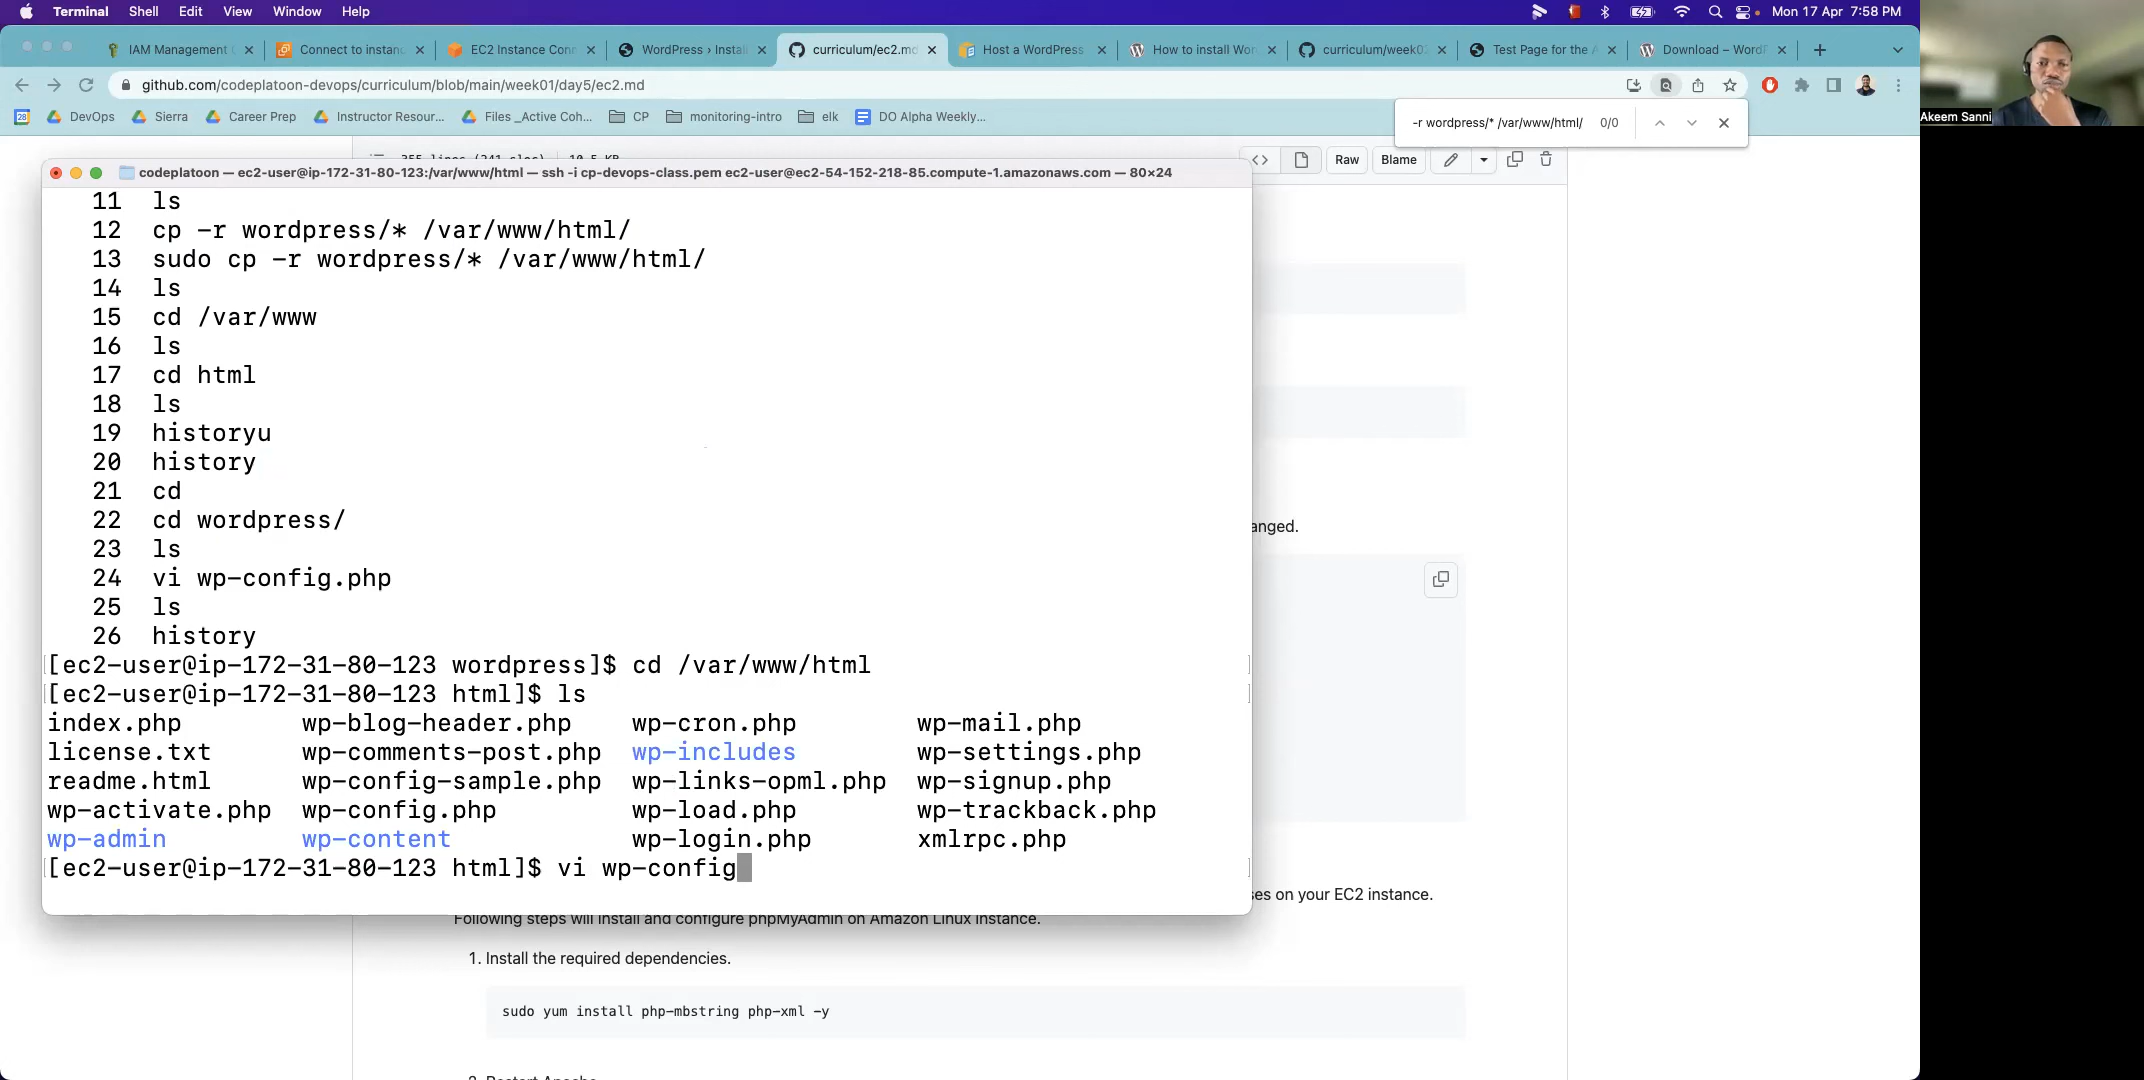 Terminal Shell Edit View Window Help
Mon 17 Apr 7:58 PM
IAM Management
Connect to instanc
EC2 Instance Conn
WordPress › Install
curriculum/ec2.md
Host a WordPress
How to install Wor
curriculum/week0
Test Page for the A
Download – WordP
github.com/codeplatoon-devops/curriculum/blob/main/week01/day5/ec2.md
28 DevOps Sierra Career Prep Instructor Resour... Files _Active Coh... CP monitoring-intro elk DO Alpha Weekly...
-r wordpress/* /var/www/html/ 0/0
Akeem Sanni
355 lines (241 sloc) 10.5 KB
Raw Blame
codeplatoon — ec2-user@ip-172-31-80-123:/var/www/html — ssh -i cp-devops-class.pem ec2-user@ec2-54-152-218-85.compute-1.amazonaws.com — 80×24
11 ls
12 cp -r wordpress/* /var/www/html/
13 sudo cp -r wordpress/* /var/www/html/
14 ls
15 cd /var/www
16 ls
17 cd html
18 ls
19 historyu
20 history
21 cd
22 cd wordpress/
23 ls
24 vi wp-config.php
25 ls
26 history
[ec2-user@ip-172-31-80-123 wordpress]$ cd /var/www/html
[ec2-user@ip-172-31-80-123 html]$ ls
index.php wp-blog-header.php wp-cron.php wp-mail.php
license.txt wp-comments-post.php wp-includes wp-settings.php
readme.html wp-config-sample.php wp-links-opml.php wp-signup.php
wp-activate.php wp-config.php wp-load.php wp-trackback.php
wp-admin wp-content wp-login.php xmlrpc.php
[ec2-user@ip-172-31-80-123 html]$ vi wp-config
anged.
ses on your EC2 instance.
Following steps will install and configure phpMyAdmin on Amazon Linux instance.
1. Install the required dependencies.
sudo yum install php-mbstring php-xml -y
2. Restart Apache